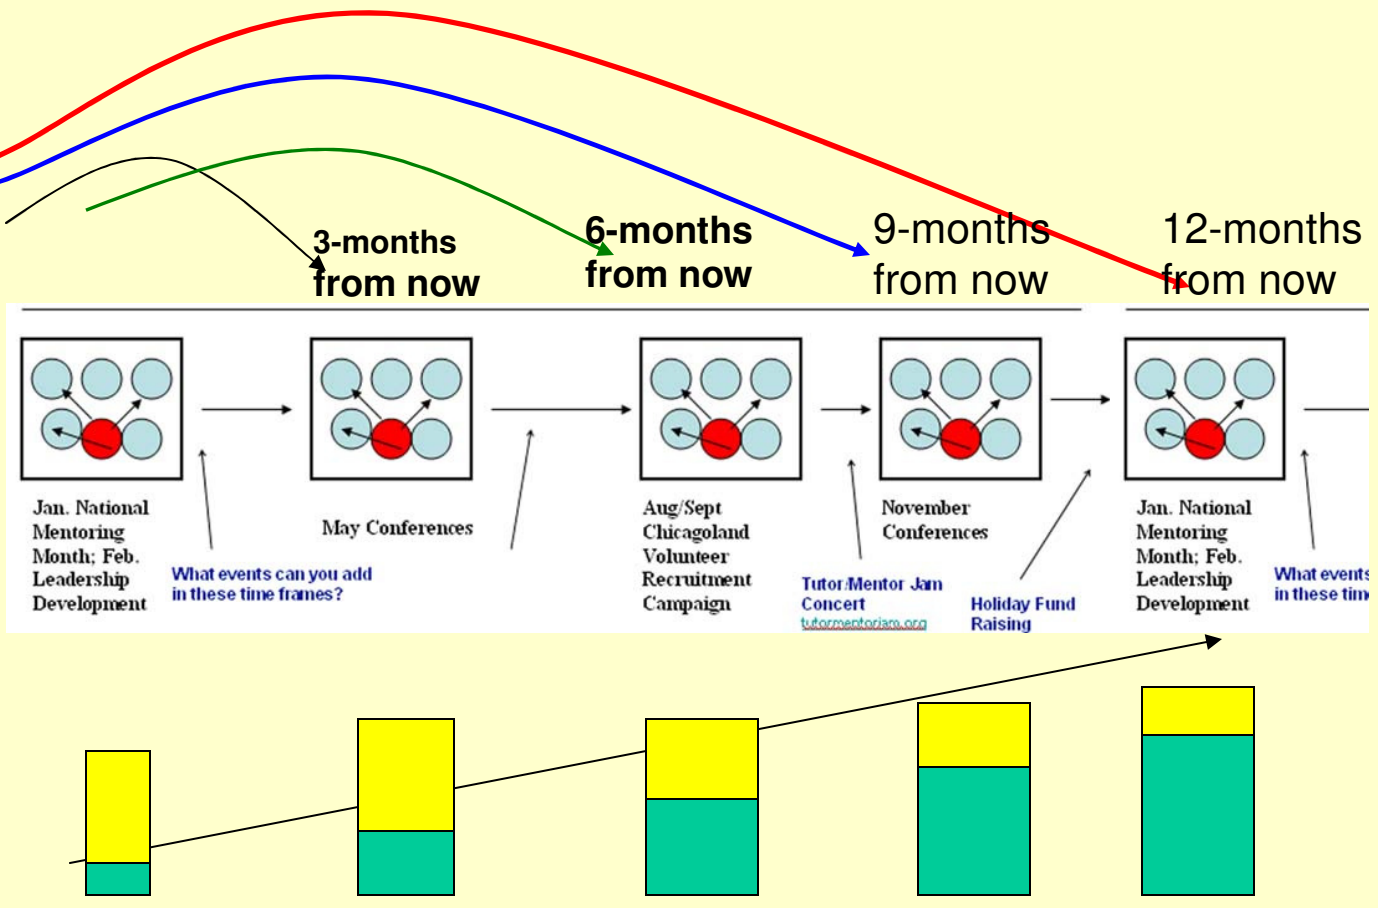 3-months
from now
6-months
from now
9-months
from now
12-months
from now
Jan. National
Mentoring
Month; Feb.
Leadership
Development
What events can you add
in these time frames?
May Conferences
Aug/Sept
Chicagoland
Volunteer
Recruitment
Campaign
Tutor/Mentor Jam
Concert
tutormentorjam.org
November
Conferences
Holiday Fund
Raising
Jan. National
Mentoring
Month; Feb.
Leadership
Development
What events
in these tim